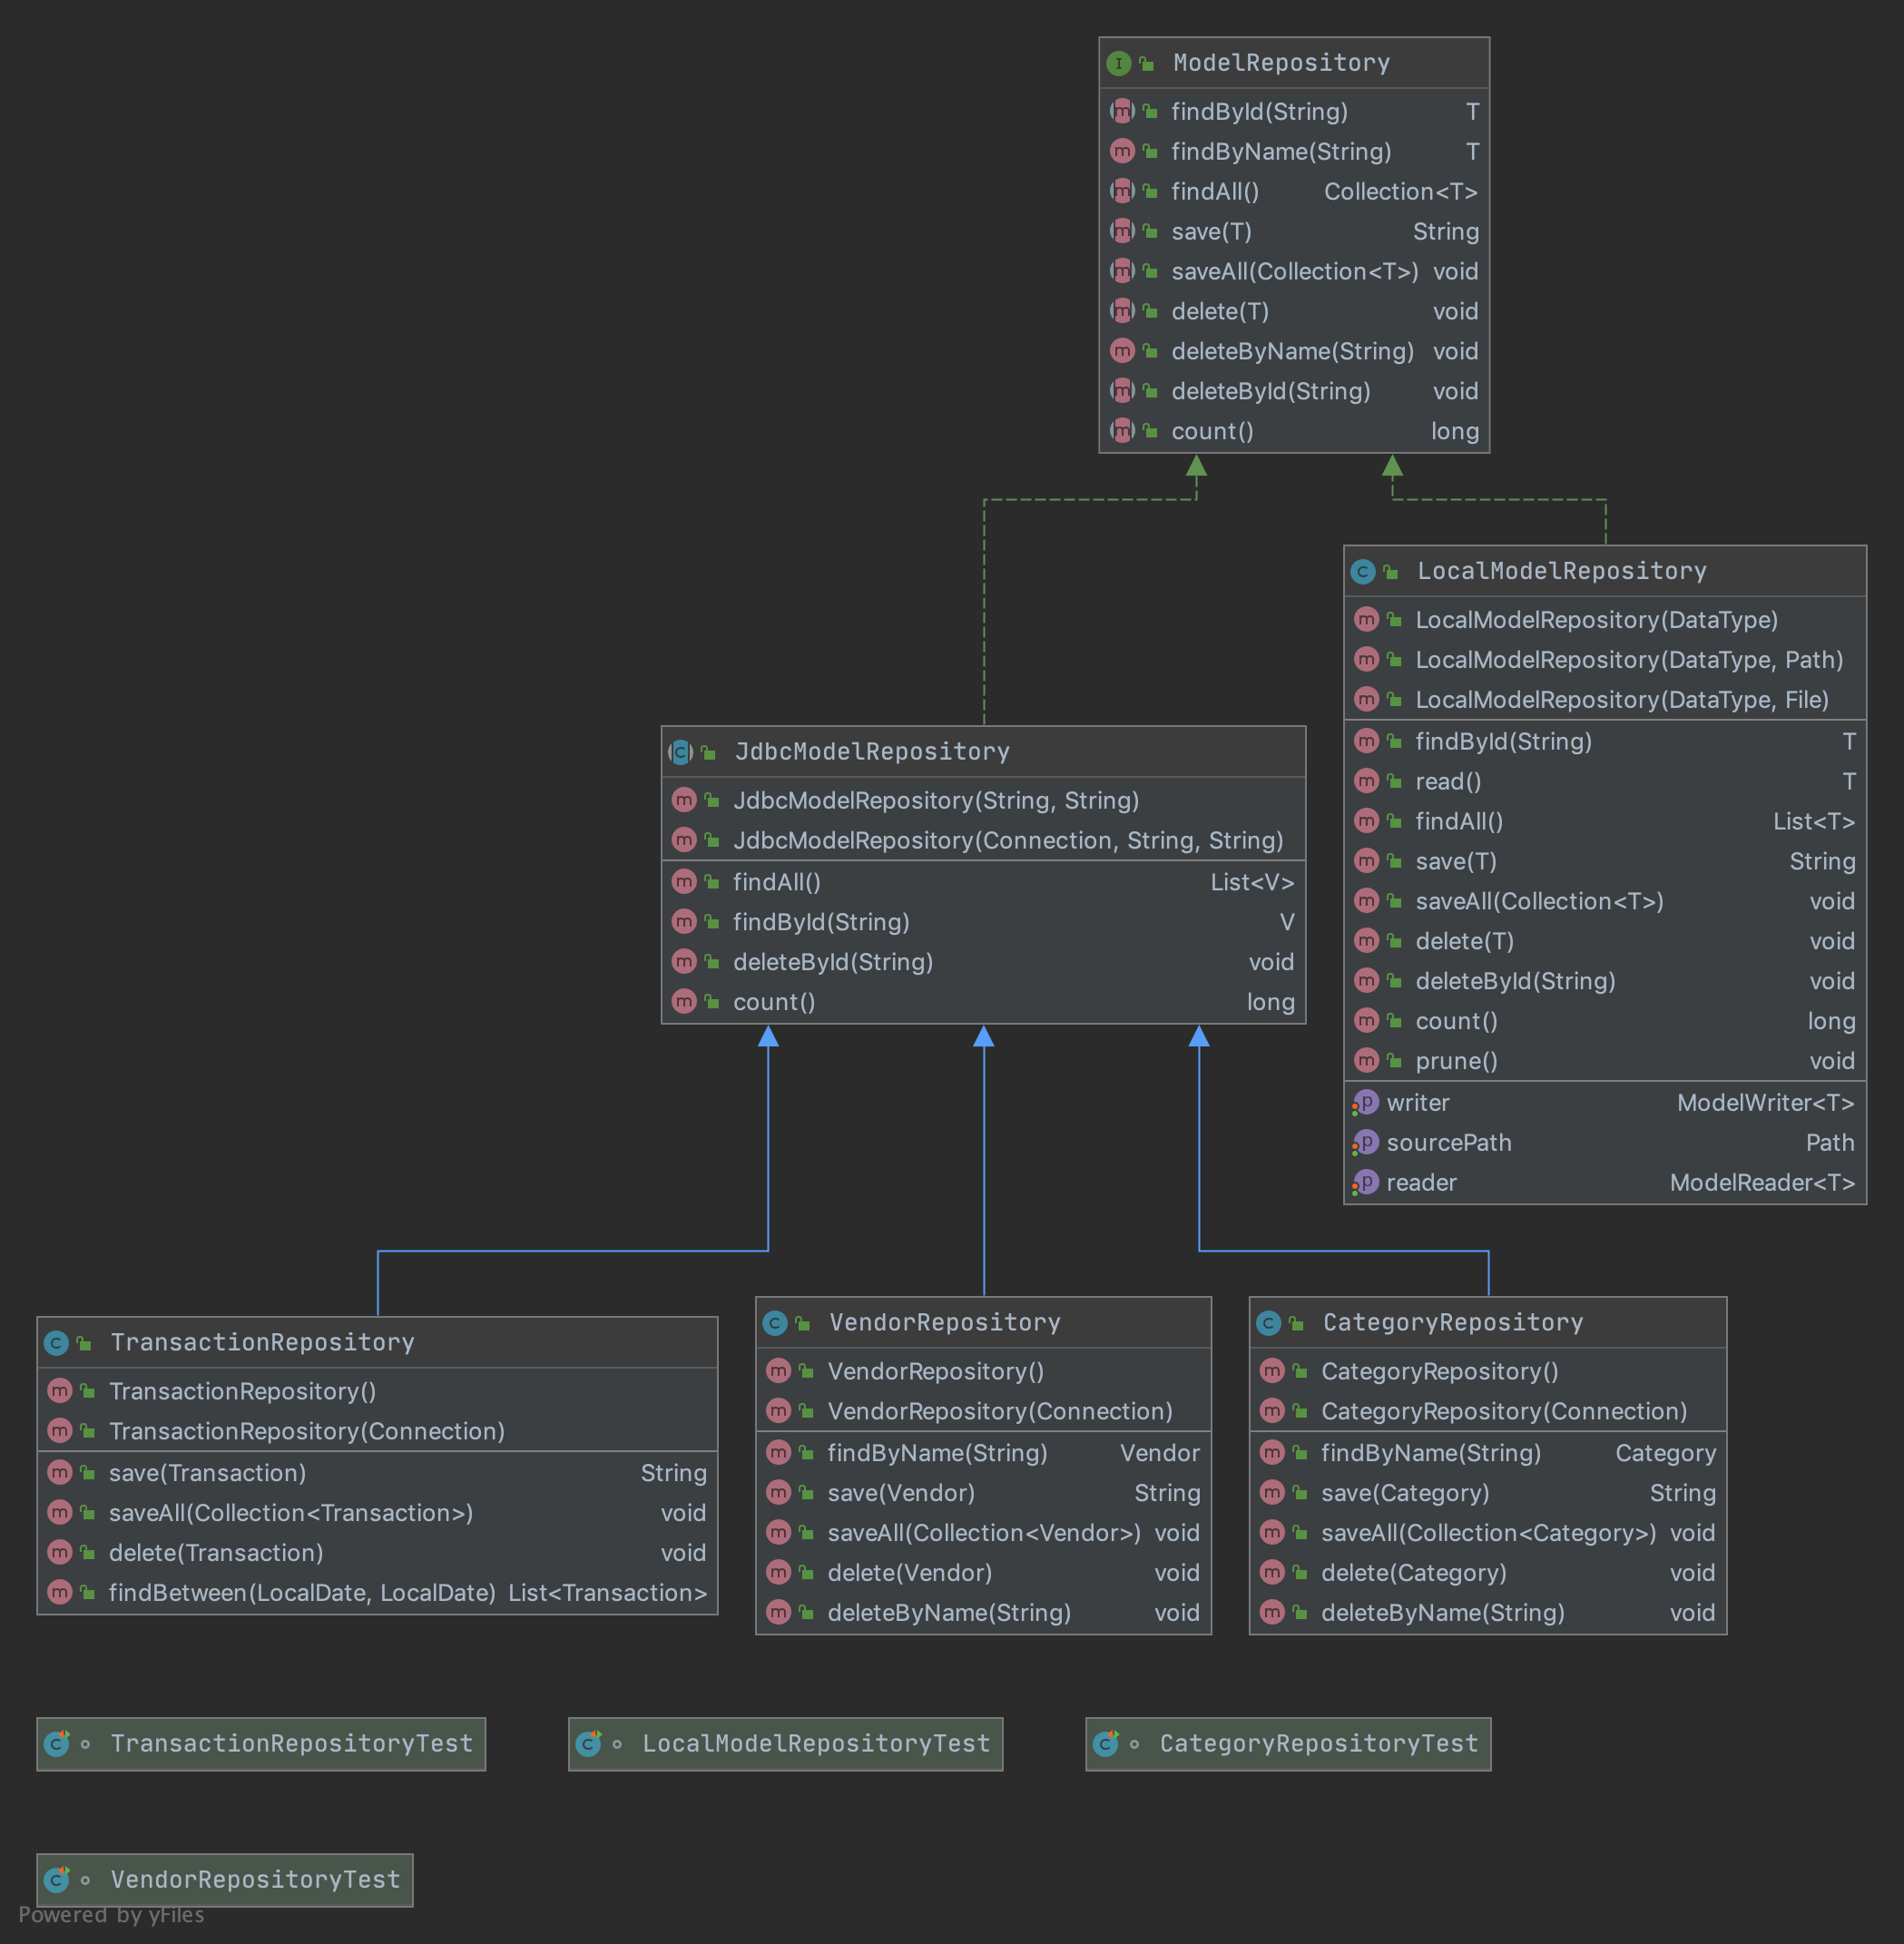 ModelRepository
findById(String) T
findByName(String) T
findAll() Collection<T>
save(T) String
saveAll(Collection<T>) void
delete(T) void
deleteByName(String) void
deleteById(String) void
count() long
LocalModelRepository
LocalModelRepository(DataType)
LocalModelRepository(DataType, Path)
LocalModelRepository(DataType, File)
findById(String) T
read() T
findAll() List<T>
save(T) String
saveAll(Collection<T>) void
delete(T) void
deleteById(String) void
count() long
prune() void
writer ModelWriter<T>
sourcePath Path
reader ModelReader<T>
JdbcModelRepository
JdbcModelRepository(String, String)
JdbcModelRepository(Connection, String, String)
findAll() List<V>
findById(String) V
deleteById(String) void
count() long
TransactionRepository
TransactionRepository()
TransactionRepository(Connection)
save(Transaction) String
saveAll(Collection<Transaction>) void
delete(Transaction) void
findBetween(LocalDate, LocalDate) List<Transaction>
VendorRepository
VendorRepository()
VendorRepository(Connection)
findByName(String) Vendor
save(Vendor) String
saveAll(Collection<Vendor>) void
delete(Vendor) void
deleteByName(String) void
CategoryRepository
CategoryRepository()
CategoryRepository(Connection)
findByName(String) Category
save(Category) String
saveAll(Collection<Category>) void
delete(Category) void
deleteByName(String) void
TransactionRepositoryTest
LocalModelRepositoryTest
CategoryRepositoryTest
VendorRepositoryTest
Powered by yFiles